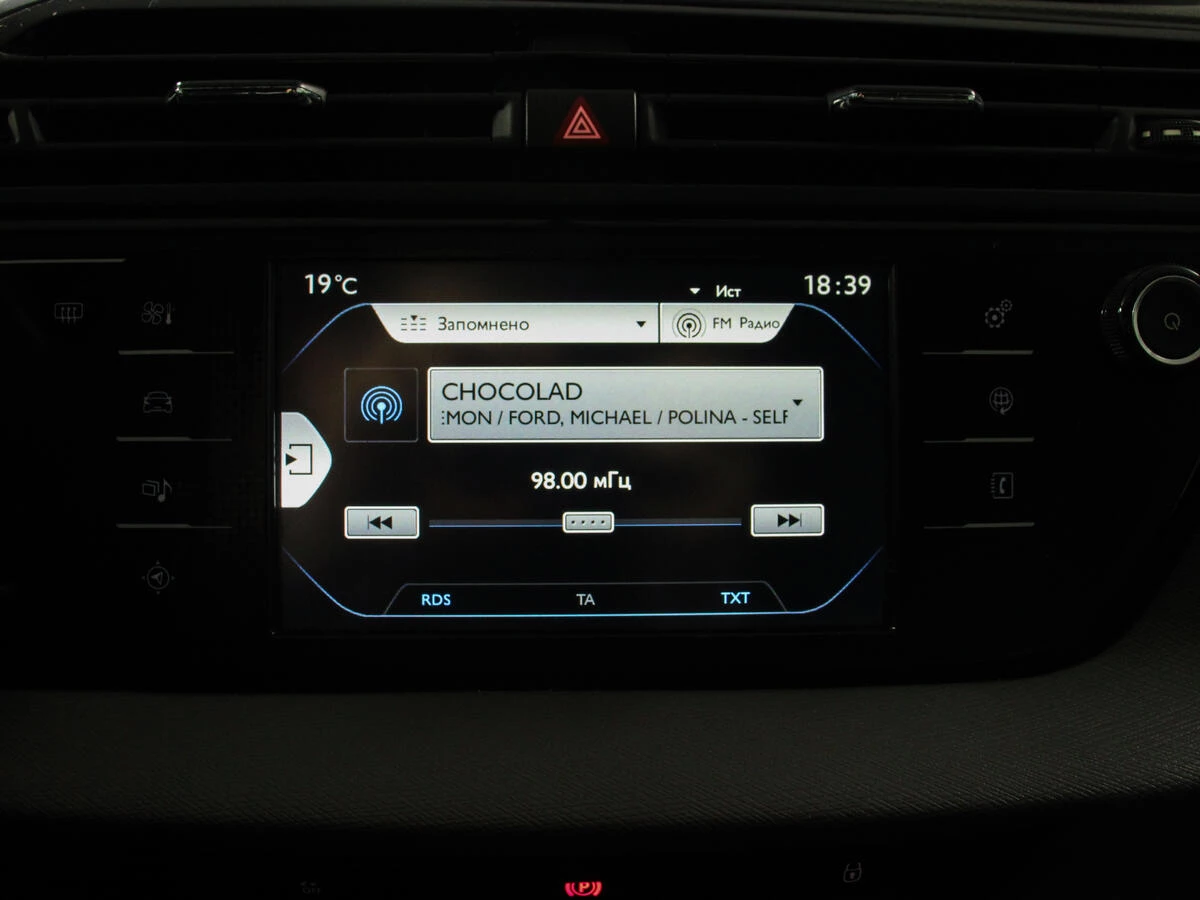 19°C
Ист
18:39
Запомнено
FM Радио
CHOCOLAD
MON / FORD, MICHAEL / POLINA - SELF
98.00 мГц
RDS
TA
TXT
P